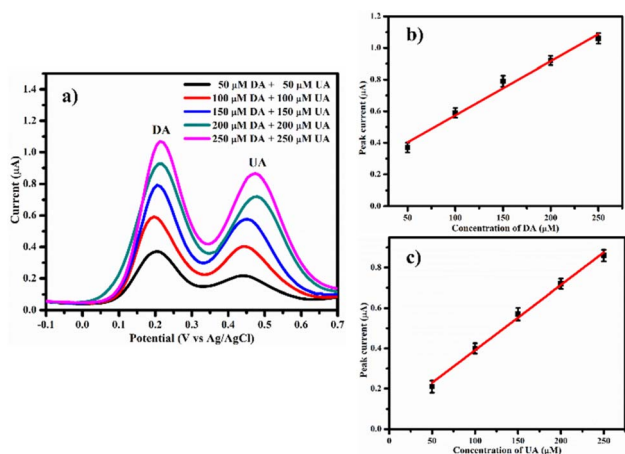 a)
50 µM DA + 50 µM UA
100 µM DA + 100 µM UA
150 µM DA + 150 µM UA
200 µM DA + 200 µM UA
250 µM DA + 250 µM UA
DA
UA
1.4
1.2
1.0
0.8
0.6
0.4
0.2
0.0
Current (µA)
-0.1 0.0 0.1 0.2 0.3 0.4 0.5 0.6 0.7
Potential (V vs Ag/AgCl)
b)
1.2
1.0
0.8
0.6
0.4
0.2
0.0
Peak current (µA)
50 100 150 200 250
Concentration of DA (µM)
c)
0.8
0.6
0.4
0.2
0.0
Peak current (µA)
0 50 100 150 200 250
Concentration of UA (µM)